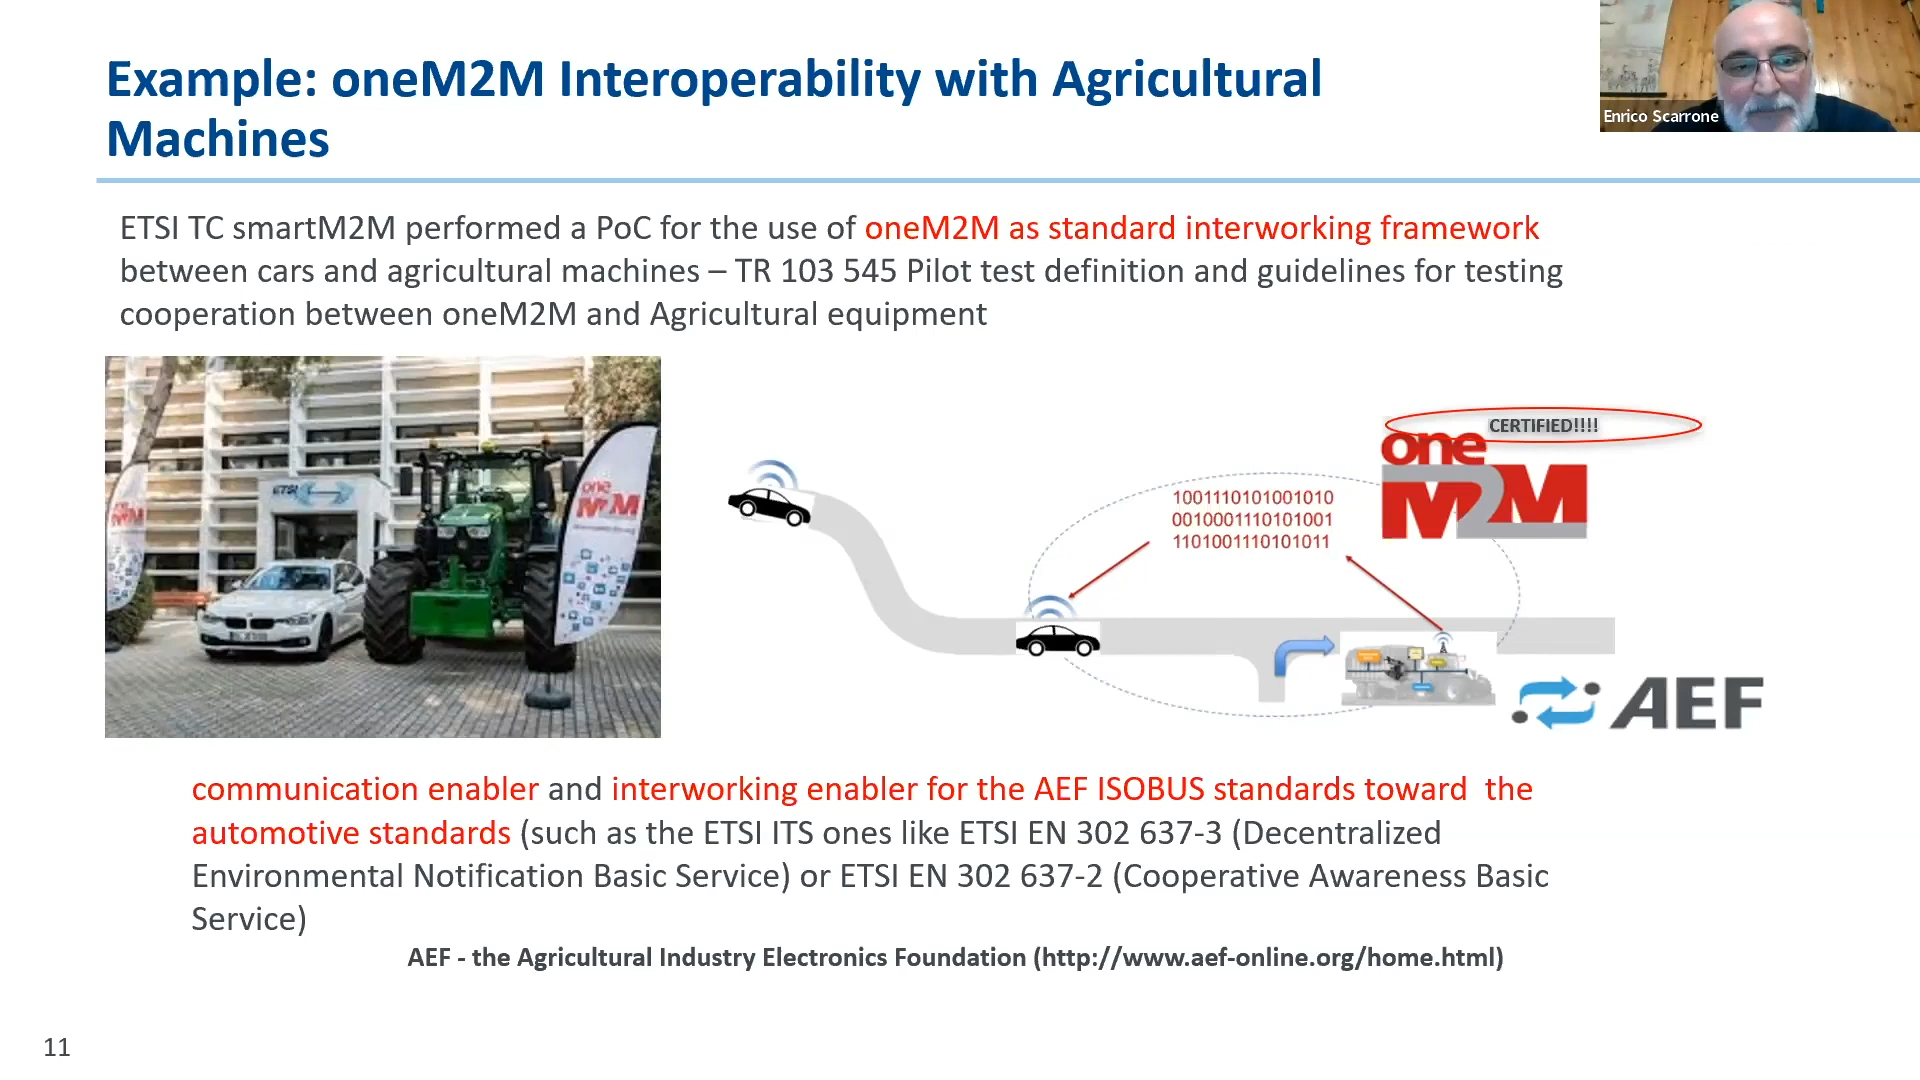 Example: oneM2M Interoperability with Agricultural
Machines
Enrico Scarrone
ETSI TC smartM2M performed a PoC for the use of oneM2M as standard interworking framework
between cars and agricultural machines – TR 103 545 Pilot test definition and guidelines for testing
cooperation between oneM2M and Agricultural equipment
ETSI
one
M2M
one
M2M
CERTIFIED!!!!
one
M2M
1001110101001010
0010001110101001
1101001110101011
AEF
communication enabler and interworking enabler for the AEF ISOBUS standards toward  the
automotive standards (such as the ETSI ITS ones like ETSI EN 302 637-3 (Decentralized
Environmental Notification Basic Service) or ETSI EN 302 637-2 (Cooperative Awareness Basic
Service)
AEF - the Agricultural Industry Electronics Foundation (http://www.aef-online.org/home.html)
11